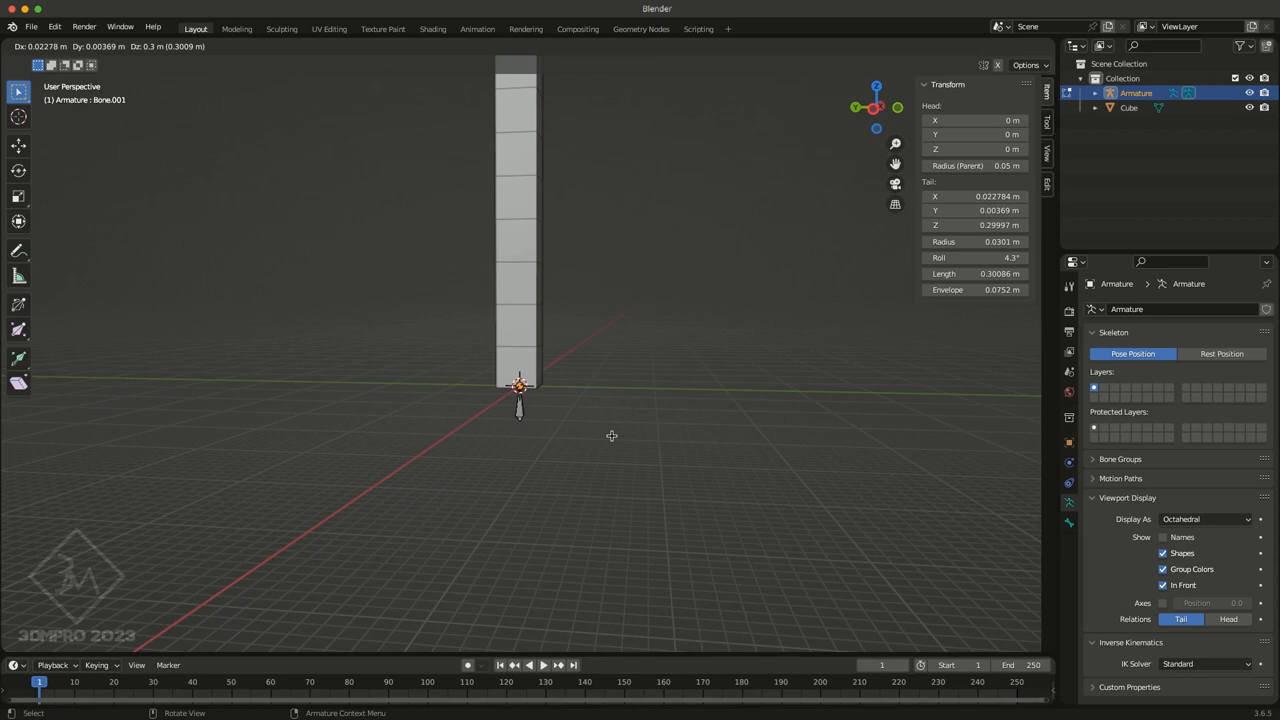 Blender
File Edit Render Window Help
Layout Modeling Sculpting UV Editing Texture Paint Shading Animation Rendering Compositing Geometry Nodes Scripting +
Scene
ViewLayer
Dx: 0.02278 m Dy: 0.00369 m Dz: 0.3 m (0.3009 m)
X
Options
User Perspective
(1) Armature : Bone.001
Z
Y
Transform
Head:
X 0 m
Y 0 m
Z 0 m
Radius (Parent) 0.05 m
Tail:
X 0.022784 m
Y 0.00369 m
Z 0.29997 m
Radius 0.0301 m
Roll 4.3°
Length 0.30086 m
Envelope 0.0752 m
Item
Tool
View
Edit
Scene Collection
Collection
Armature
Cube
Armature > Armature
Armature
Skeleton
Pose Position Rest Position
Layers:
Protected Layers:
Bone Groups
Motion Paths
Viewport Display
Display As Octahedral
Show Names
Shapes
Group Colors
In Front
Axes Position 0.0
Relations Tail Head
Inverse Kinematics
IK Solver Standard
Custom Properties
3DMPRO 2023
Playback Keying View Marker
1 Start 1 End 250
1 10 20 30 40 50 60 70 80 90 100 110 120 130 140 150 160 170 180 190 200 210 220 230 240 250
Select Rotate View Armature Context Menu
3.6.5